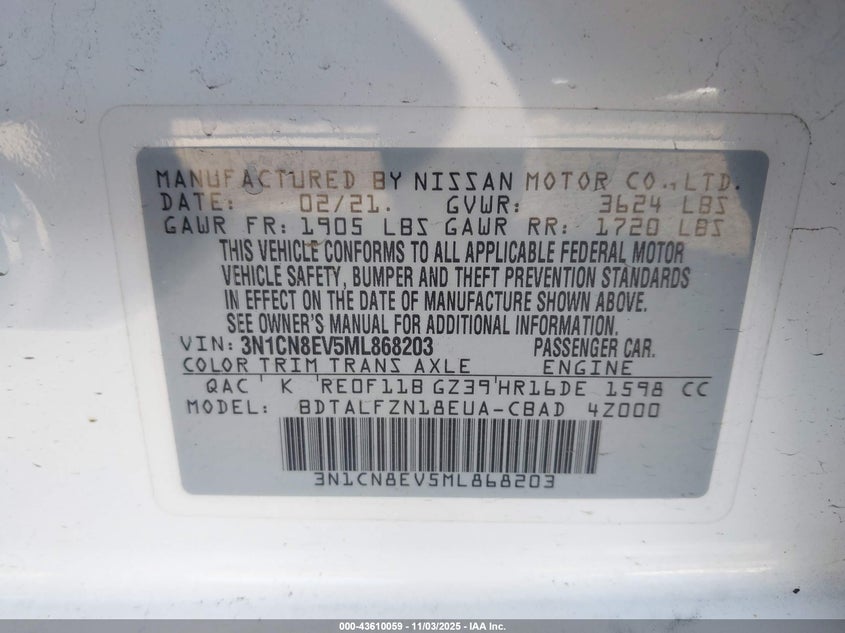 MANUFACTURED BY NISSAN MOTOR CO., LTD.
DATE: 02/21. GVWR: 3624 LBS
GAWR FR: 1905 LBS GAWR RR: 1720 LBS
THIS VEHICLE CONFORMS TO ALL APPLICABLE FEDERAL MOTOR
VEHICLE SAFETY, BUMPER AND THEFT PREVENTION STANDARDS
IN EFFECT ON THE DATE OF MANUFACTURE SHOWN ABOVE.
SEE OWNER'S MANUAL FOR ADDITIONAL INFORMATION.
VIN: 3N1CN8EV5ML868203 PASSENGER CAR.
COLOR TRIM TRANS AXLE ENGINE
QAC K RE0F11B GZ39 HR16DE 1598 CC
MODEL: BDTALFZN18EUA-CBAD 4Z000
3N1CN8EV5ML868203
000-43610059 - 11/03/2025 - IAA Inc.